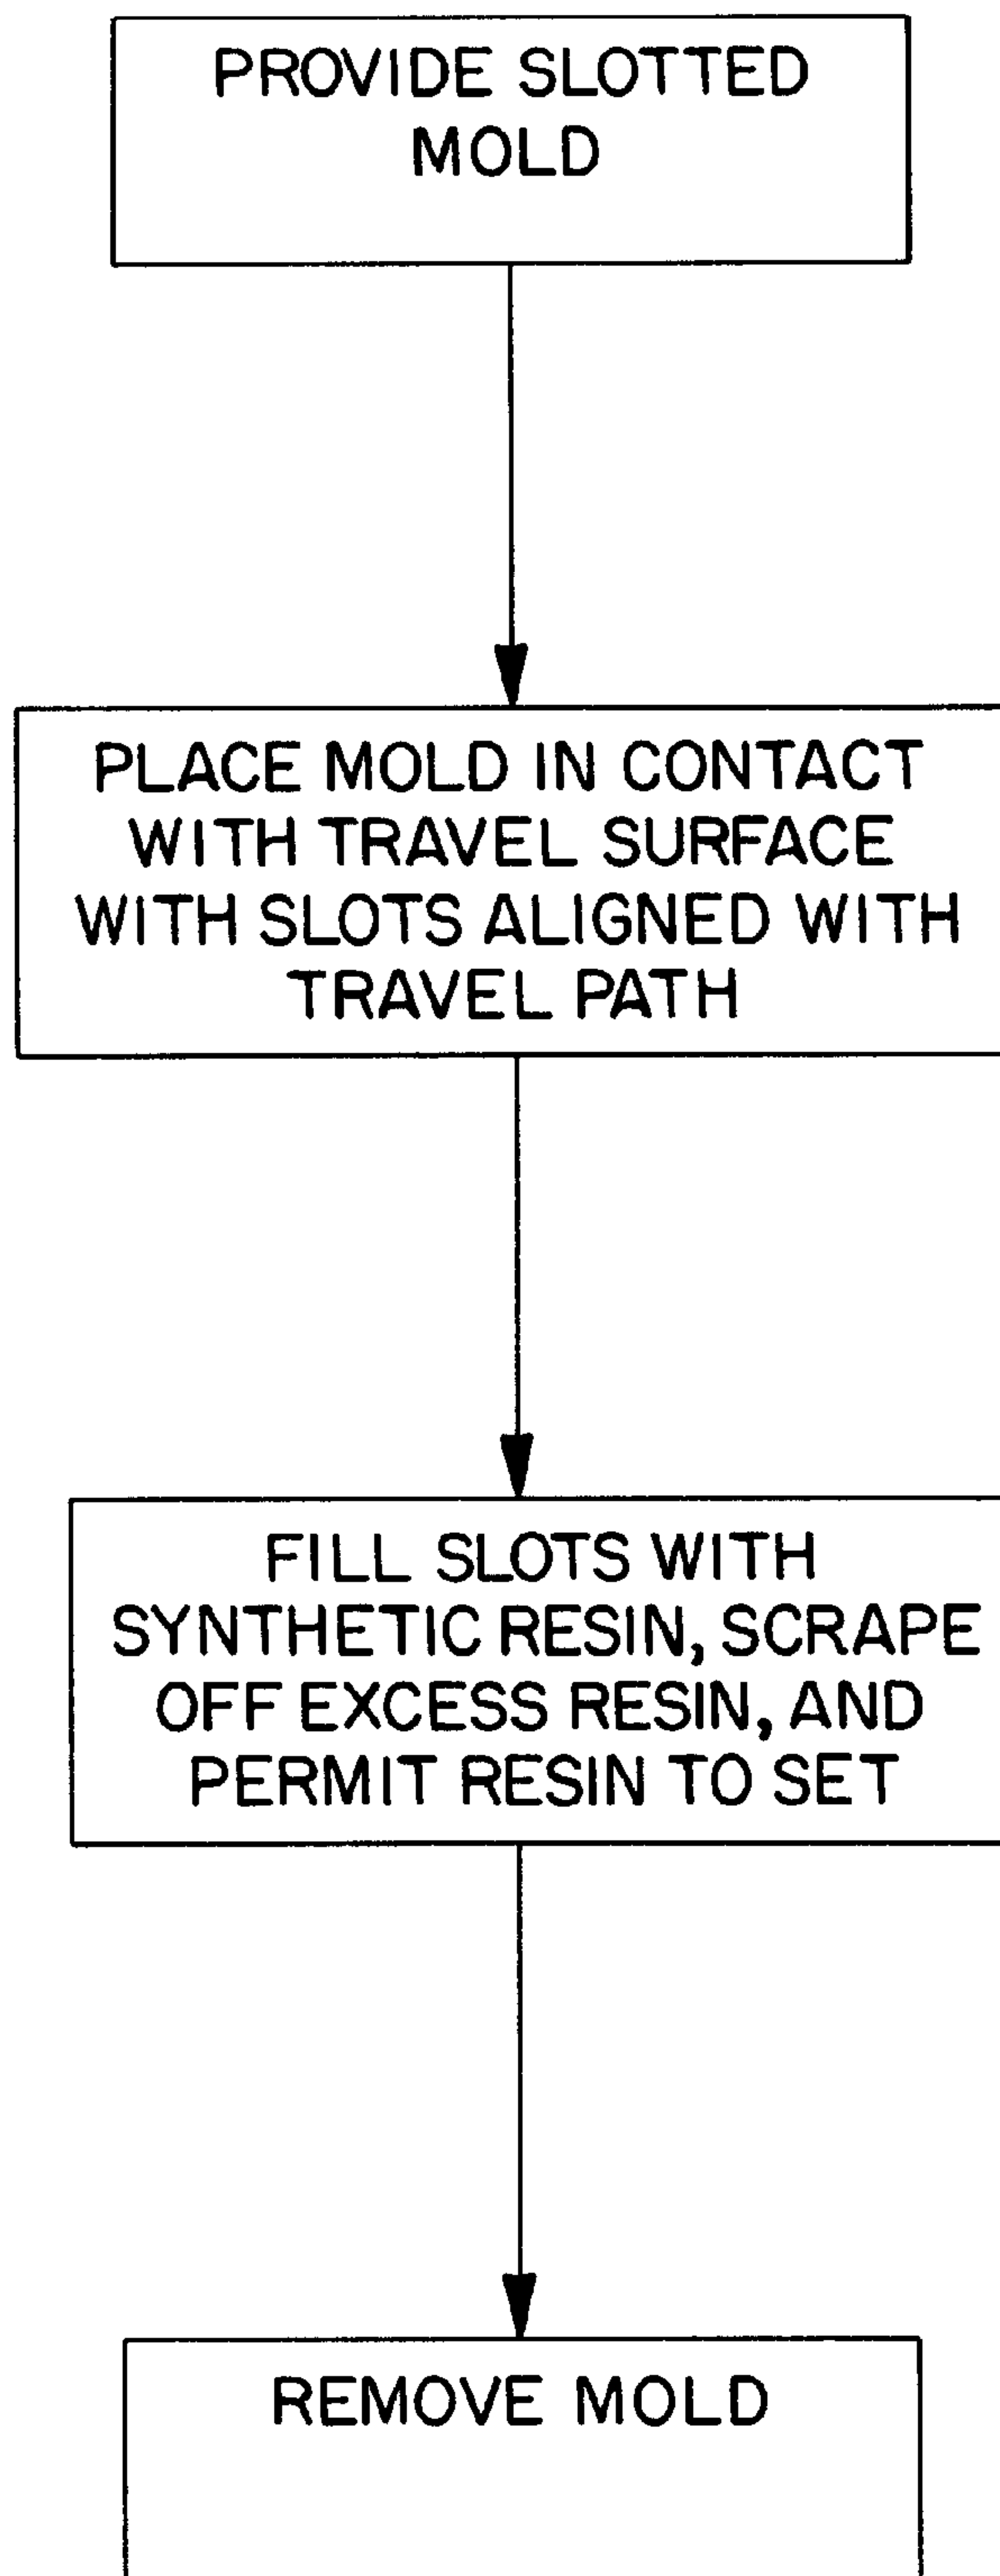 PROVIDE SLOTTED
MOLD
PLACE MOLD IN CONTACT
WITH TRAVEL SURFACE
WITH SLOTS ALIGNED WITH
TRAVEL PATH
FILL SLOTS WITH
SYNTHETIC RESIN, SCRAPE
OFF EXCESS RESIN, AND
PERMIT RESIN TO SET
REMOVE MOLD